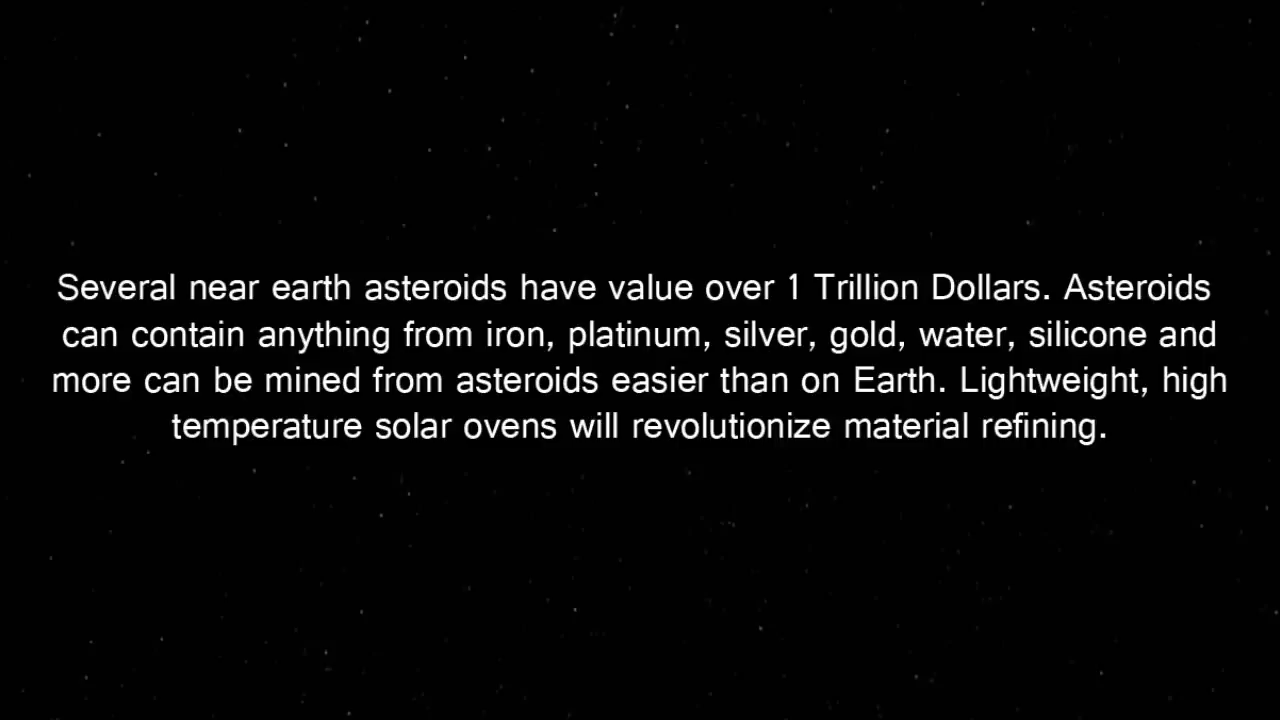 Several near earth asteroids have value over 1 Trillion Dollars. Asteroids
can contain anything from iron, platinum, silver, gold, water, silicone and
more can be mined from asteroids easier than on Earth. Lightweight, high
temperature solar ovens will revolutionize material refining.